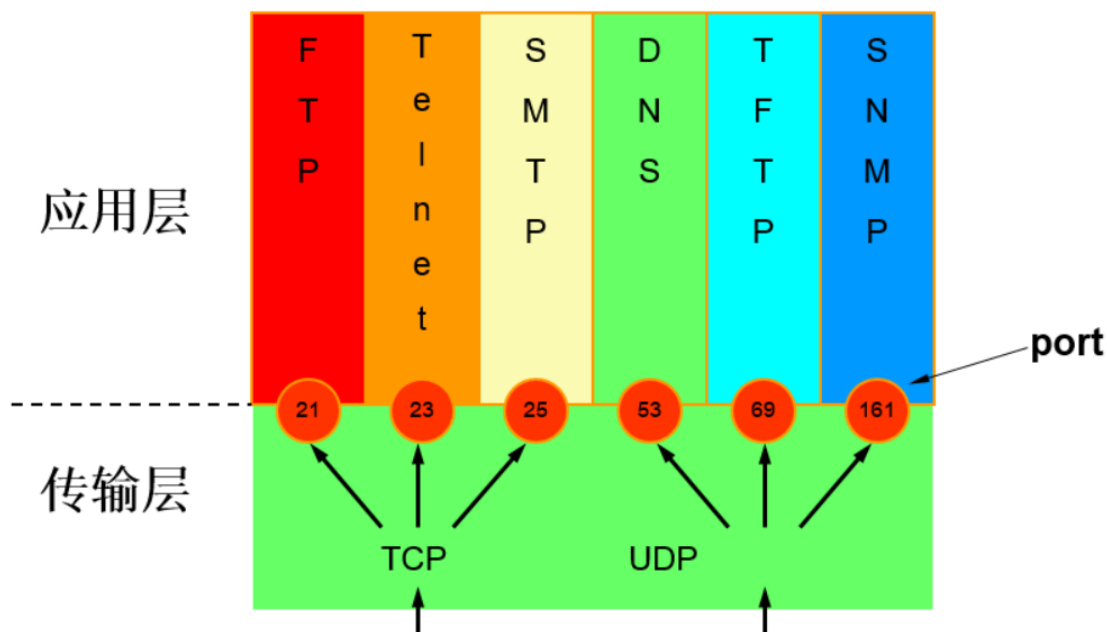 FTP
Telnet
SMTP
DNS
TFTP
SNMP
应用层
port
21
23
25
53
69
161
传输层
TCP
UDP